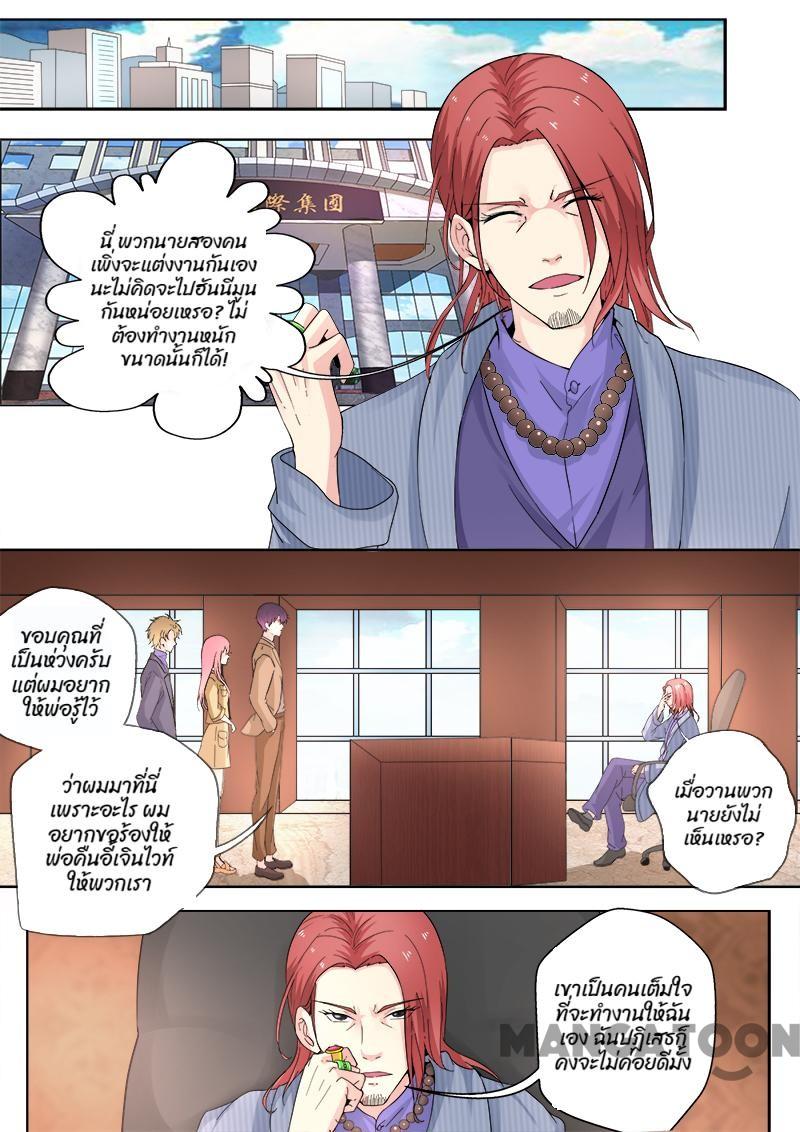 際集團
นี่ พวกนายสองคน
เพิ่งจะแต่งงานกันเอง
นะไม่คิดจะไปฮันนีมูน
กันหน่อยเหรอ? ไม่
ต้องทำงานหนัก
ขนาดนั้นก็ได้!
ขอบคุณที่
เป็นห่วงครับ
แต่ผมอยาก
ให้พ่อรู้ไว้
ว่าผมมาที่นี่
เพราะอะไร ผม
อยากขอร้องให้
พ่อคืนอี้เจินไวท์
ให้พวกเรา
เมื่อวานพวก
นายยังไม่
เห็นเหรอ?
เขาเป็นคนเต็มใจ
ที่จะทำงานให้ฉัน
เอง ฉันปฏิเสธก็
คงจะไม่ค่อยดีมั้ง
MANGATOON